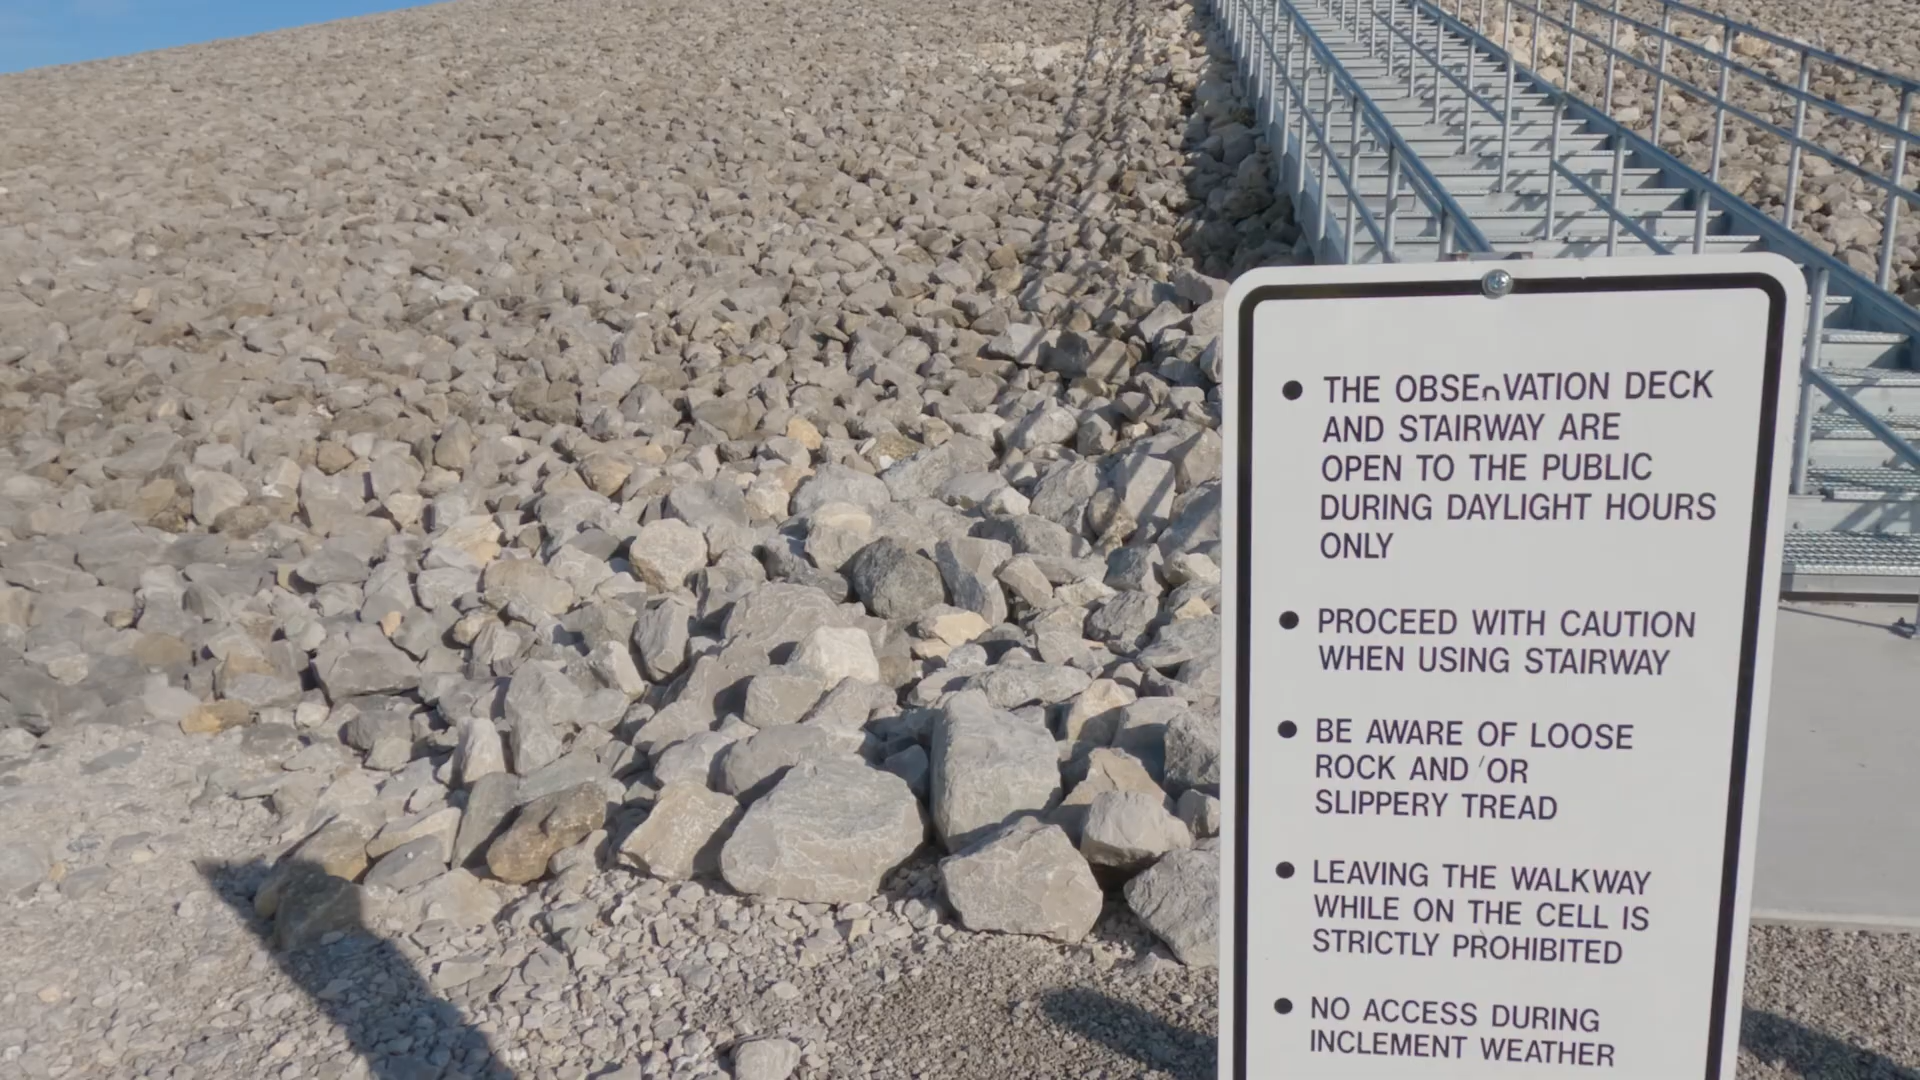 • THE OBSEnVATION DECK
AND STAIRWAY ARE
OPEN TO THE PUBLIC
DURING DAYLIGHT HOURS
ONLY
• PROCEED WITH CAUTION
WHEN USING STAIRWAY
• BE AWARE OF LOOSE
ROCK AND/OR
SLIPPERY TREAD
• LEAVING THE WALKWAY
WHILE ON THE CELL IS
STRICTLY PROHIBITED
• NO ACCESS DURING
INCLEMENT WEATHER